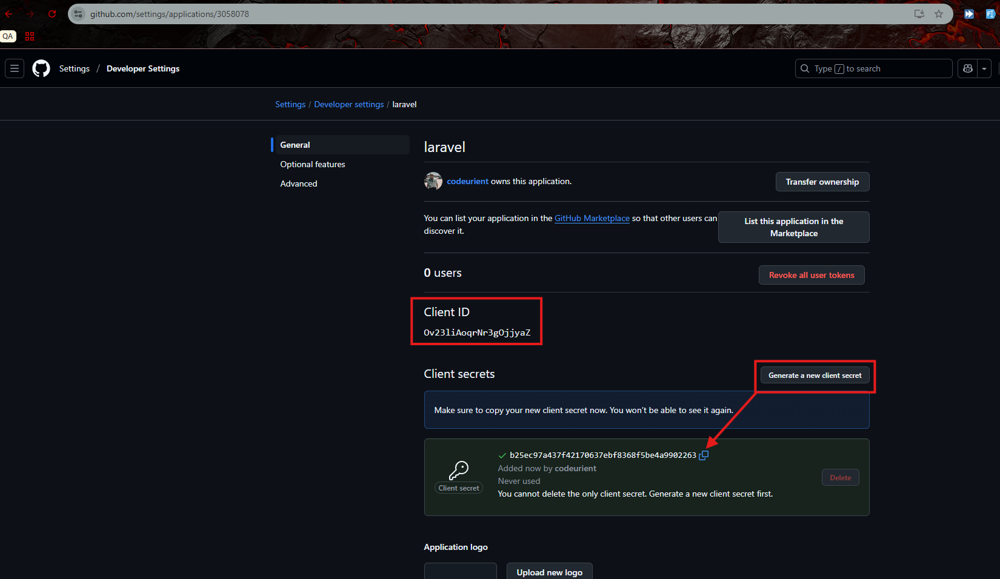 github.com/settings/applications/3058078
QA
Settings / Developer Settings
Type / to search
Settings / Developer settings / laravel
General
Optional features
Advanced
laravel
codeurient owns this application.
Transfer ownership
You can list your application in the GitHub Marketplace so that other users can
discover it.
List this application in the
Marketplace
0 users
Revoke all user tokens
Client ID
Ov23liAoqrNr3gOjjyaZ
Client secrets
Generate a new client secret
Make sure to copy your new client secret now. You won't be able to see it again.
b25ec97a437f42170637ebf8368f5be4a9902263
Client secret
Added now by codeurient
Never used
You cannot delete the only client secret. Generate a new client secret first.
Delete
Application logo
Upload new logo